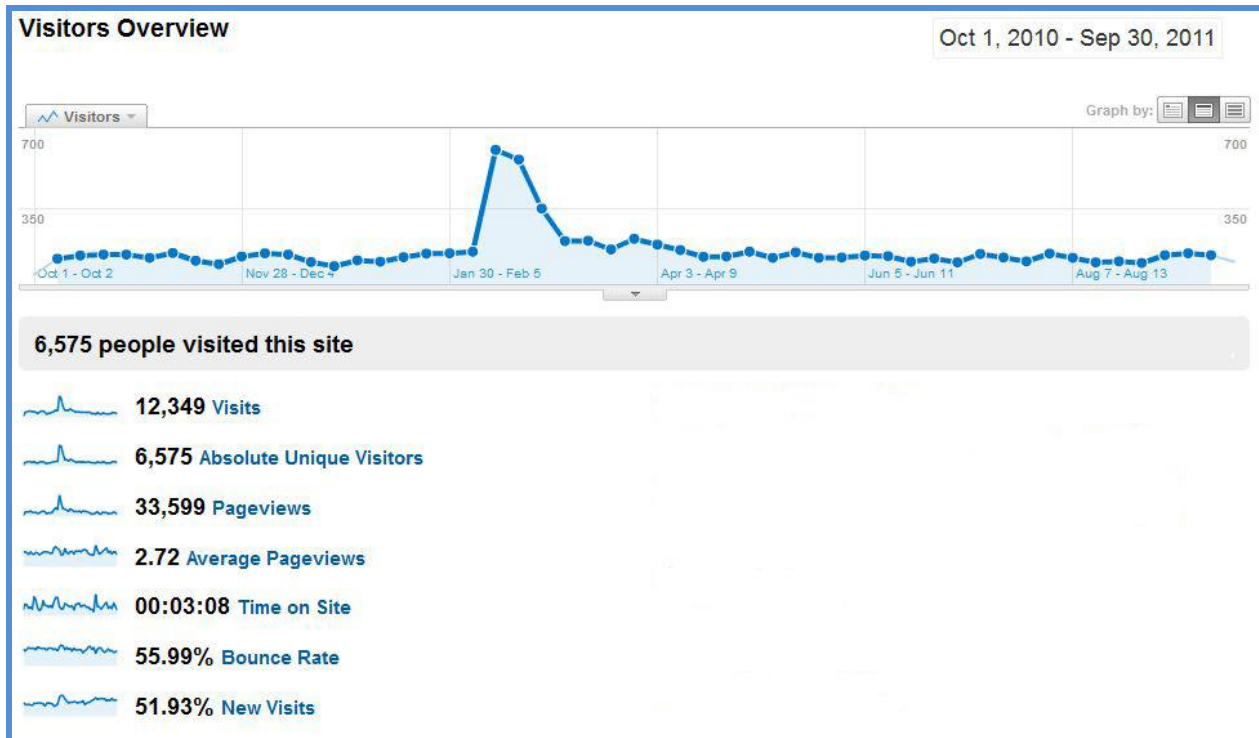 Visitors Overview
Oct 1, 2010 - Sep 30, 2011
Visitors
Graph by:
700 700
350 350
Oct 1 - Oct 2 Nov 28 - Dec 4 Jan 30 - Feb 5 Apr 3 - Apr 9 Jun 5 - Jun 11 Aug 7 - Aug 13
6,575 people visited this site
12,349 Visits
6,575 Absolute Unique Visitors
33,599 Pageviews
2.72 Average Pageviews
00:03:08 Time on Site
55.99% Bounce Rate
51.93% New Visits